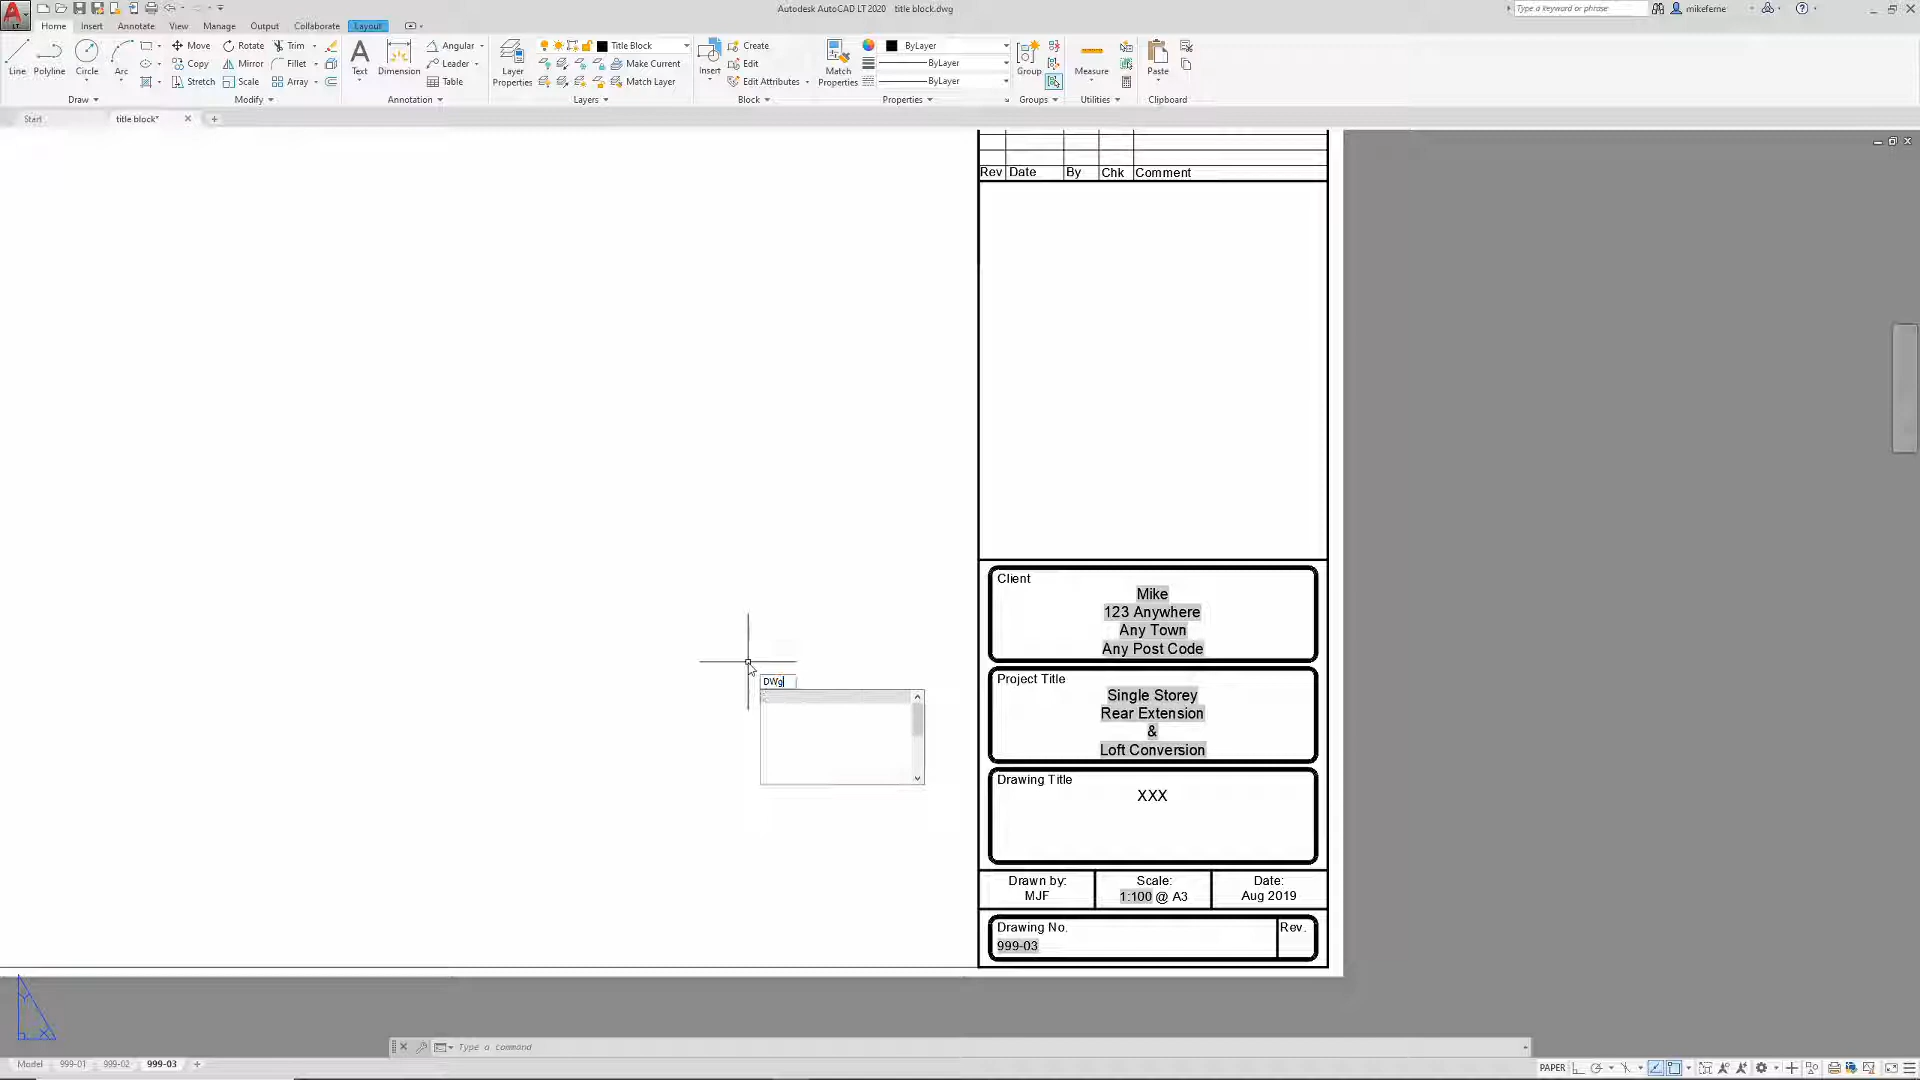 Autodesk AutoCAD LT 2020 title block.dwg
Type a keyword or phrase
mikeferne
Home Insert Annotate View Manage Output Collaborate Layout
Line
Polyline
Circle
Arc
Move
Rotate
Trim
Copy
Mirror
Fillet
Stretch
Scale
Array
Text
Dimension
Angular
Leader
Table
Layer
Properties
Title Block
Make Current
Match Layer
Insert
Create
Edit
Edit Attributes
Match
Properties
ByLayer
ByLayer
ByLayer
Group
Measure
Paste
Draw
Modify
Annotation
Layers
Block
Properties
Groups
Utilities
Clipboard
Start
title block*
Rev Date By Chk Comment
Client
Mike
123 Anywhere
Any Town
Any Post Code
DWg
Project Title
Single Storey
Rear Extension
&
Loft Conversion
Drawing Title
XXX
Drawn by:
MJF
Scale:
1:100 @ A3
Date:
Aug 2019
Drawing No.
999-03
Rev.
Type a command
Model 999-01 999-02 999-03
PAPER